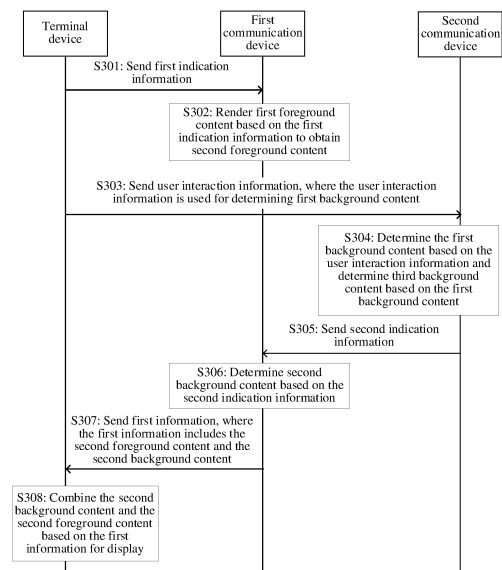 Terminal
device
First
communication
device
Second
communication
device
S301: Send first indication
information
S302: Render first foreground
content based on the first
indication information to obtain
second foreground content
S303: Send user interaction information, where the user interaction
information is used for determining first background content
S304: Determine the first
background content based on the
user interaction information and
determine third background
content based on the first
background content
S305: Send second indication
information
S306: Determine second
background content based on the
second indication information
S307: Send first information, where
the first information includes the
second foreground content and the
second background content
S308: Combine the second
background content and the
second foreground content
based on the first
information for display